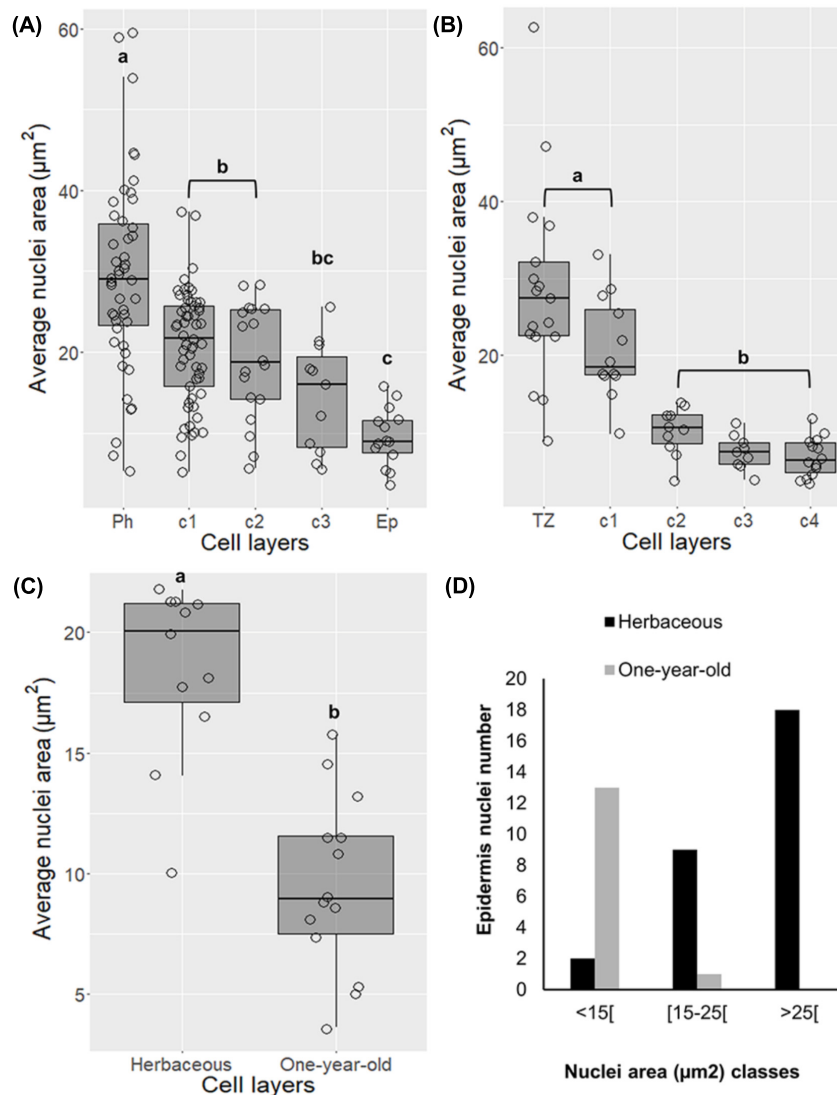 (A)
Average nuclei area (µm²)
60
40
20
a
b
bc
c
Ph c1 c2 c3 Ep
Cell layers
(B)
Average nuclei area (µm²)
60
40
20
a
b
TZ c1 c2 c3 c4
Cell layers
(C)
Average nuclei area (µm²)
20
15
10
5
a
b
Herbaceous One-year-old
Cell layers
(D)
Herbaceous
One-year-old
Epidermis nuclei number
20
18
16
14
12
10
8
6
4
2
0
<15[ [15-25[ >25[
Nuclei area (µm2) classes